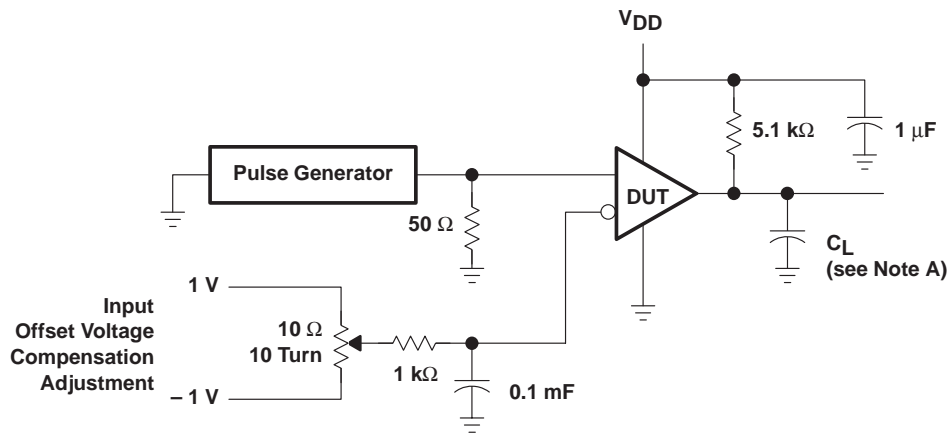 VDD
5.1 kΩ
1 μF
Pulse Generator
DUT
50 Ω
CL
(see Note A)
1 V
Input
Offset Voltage
Compensation
Adjustment
10 Ω
10 Turn
1 kΩ
0.1 mF
– 1 V